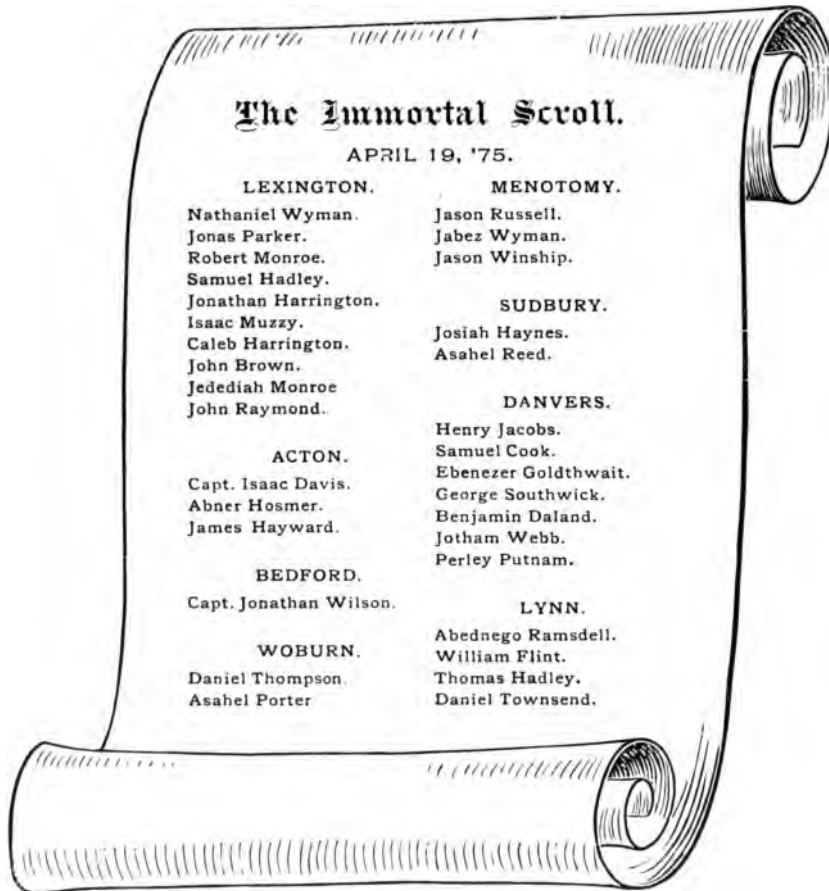 The Immortal Scroll.
APRIL 19, '75.
LEXINGTON.
Nathaniel Wyman.
Jonas Parker.
Robert Monroe.
Samuel Hadley.
Jonathan Harrington.
Isaac Muzzy.
Caleb Harrington.
John Brown.
Jedediah Monroe
John Raymond.
ACTON.
Capt. Isaac Davis.
Abner Hosmer.
James Hayward.
BEDFORD.
Capt. Jonathan Wilson.
WOBURN.
Daniel Thompson.
Asahel Porter
MENOTOMY.
Jason Russell.
Jabez Wyman.
Jason Winship.
SUDBURY.
Josiah Haynes.
Asahel Reed.
DANVERS.
Henry Jacobs.
Samuel Cook.
Ebenezer Goldthwait.
George Southwick.
Benjamin Daland.
Jotham Webb.
Perley Putnam.
LYNN.
Abednego Ramsdell.
William Flint.
Thomas Hadley.
Daniel Townsend.